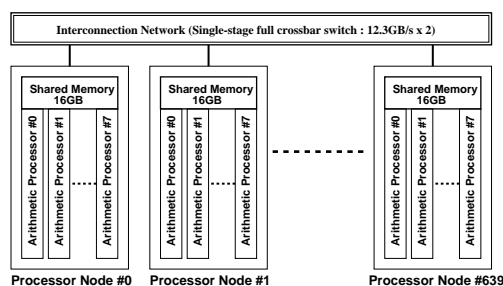 Interconnection Network (Single-stage full crossbar switch : 12.3GB/s x 2)
Shared Memory
16GB
Arithmetic Processor #0
Arithmetic Processor #1
Arithmetic Processor #7
Processor Node #0
Shared Memory
16GB
Arithmetic Processor #0
Arithmetic Processor #1
Arithmetic Processor #7
Processor Node #1
Shared Memory
16GB
Arithmetic Processor #0
Arithmetic Processor #1
Arithmetic Processor #7
Processor Node #639